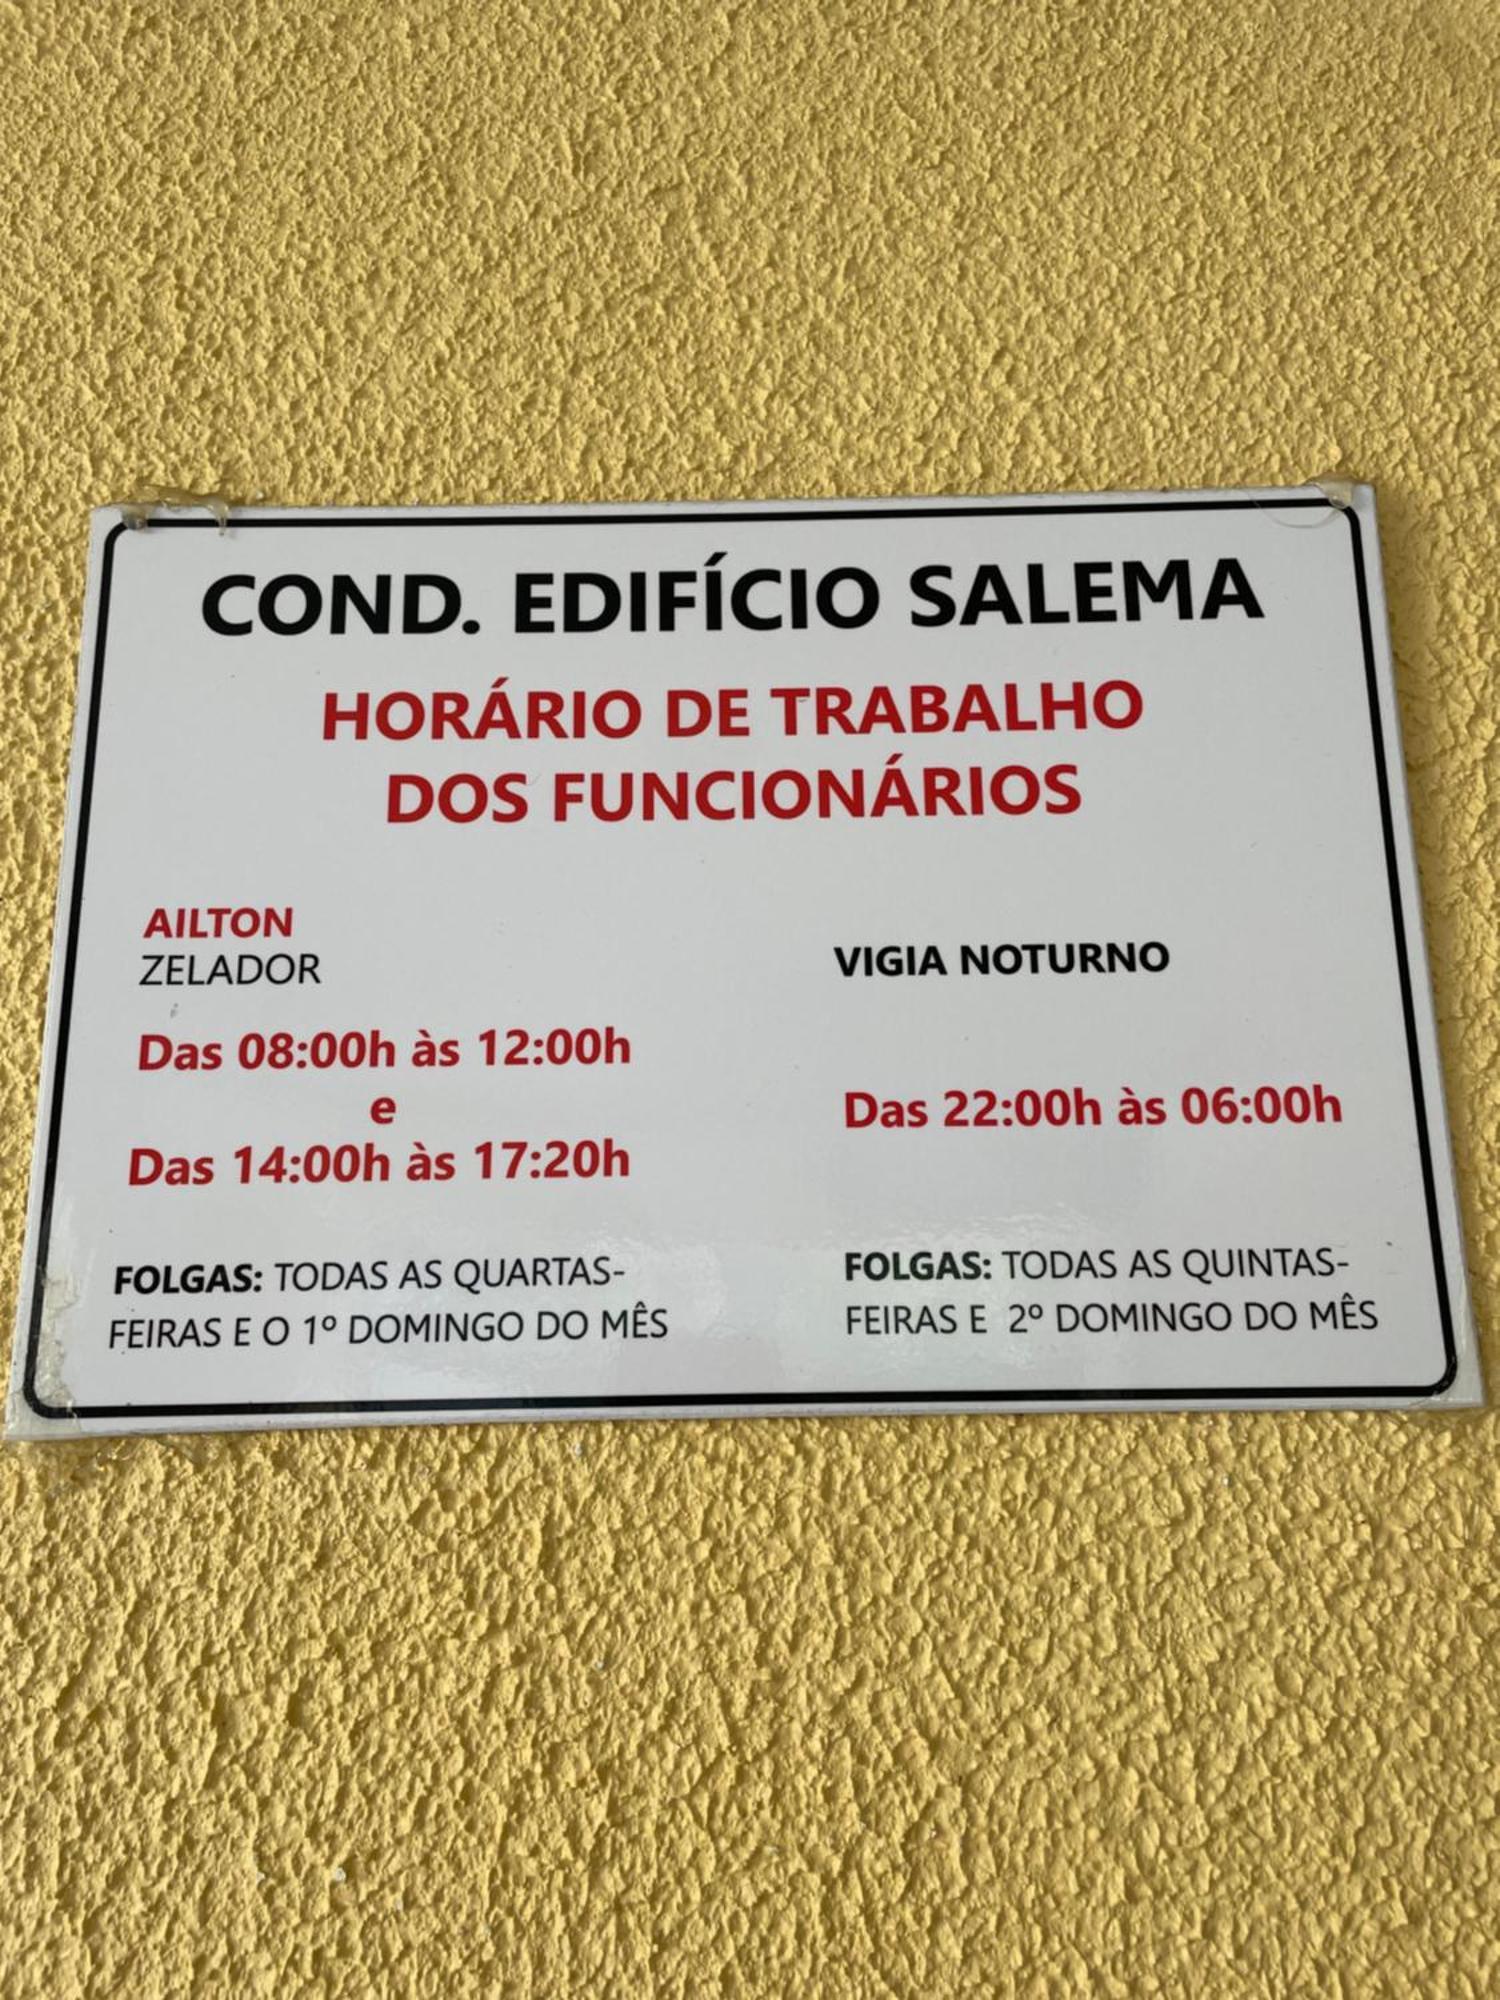 COND. EDIFÍCIO SALEMA
HORÁRIO DE TRABALHO
DOS FUNCIONÁRIOS
AILTON
ZELADOR
Das 08:00h às 12:00h
e
Das 14:00h às 17:20h
FOLGAS: TODAS AS QUARTAS-
FEIRAS E O 1º DOMINGO DO MÊS
VIGIA NOTURNO
Das 22:00h às 06:00h
FOLGAS: TODAS AS QUINTAS-
FEIRAS E 2º DOMINGO DO MÊS